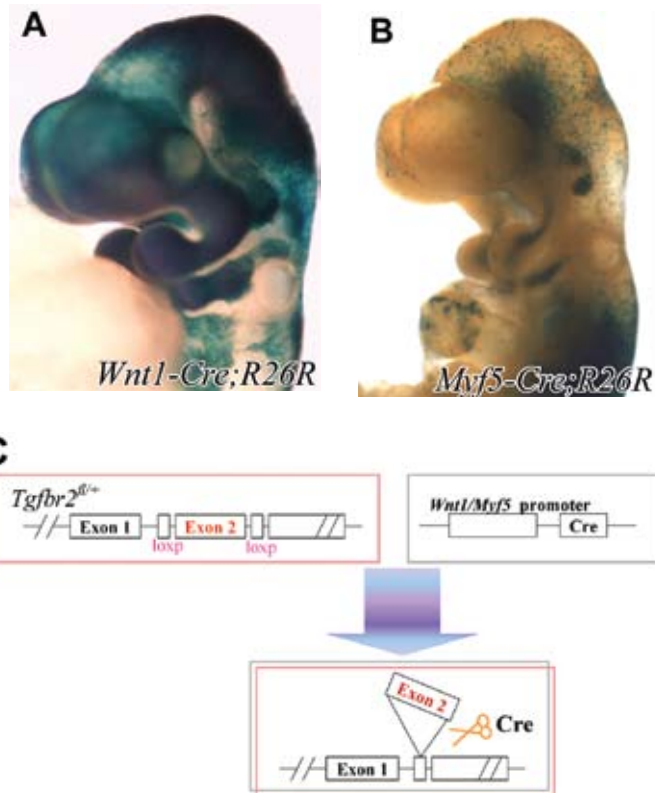 A
B
Wnt1-Cre;R26R
Myf5-Cre;R26R
C
Tgfbr2fl/+
Exon 1
Exon 2
loxp
loxp
Wnt1/Myf5 promoter
Cre
Exon 2
Cre
Exon 1